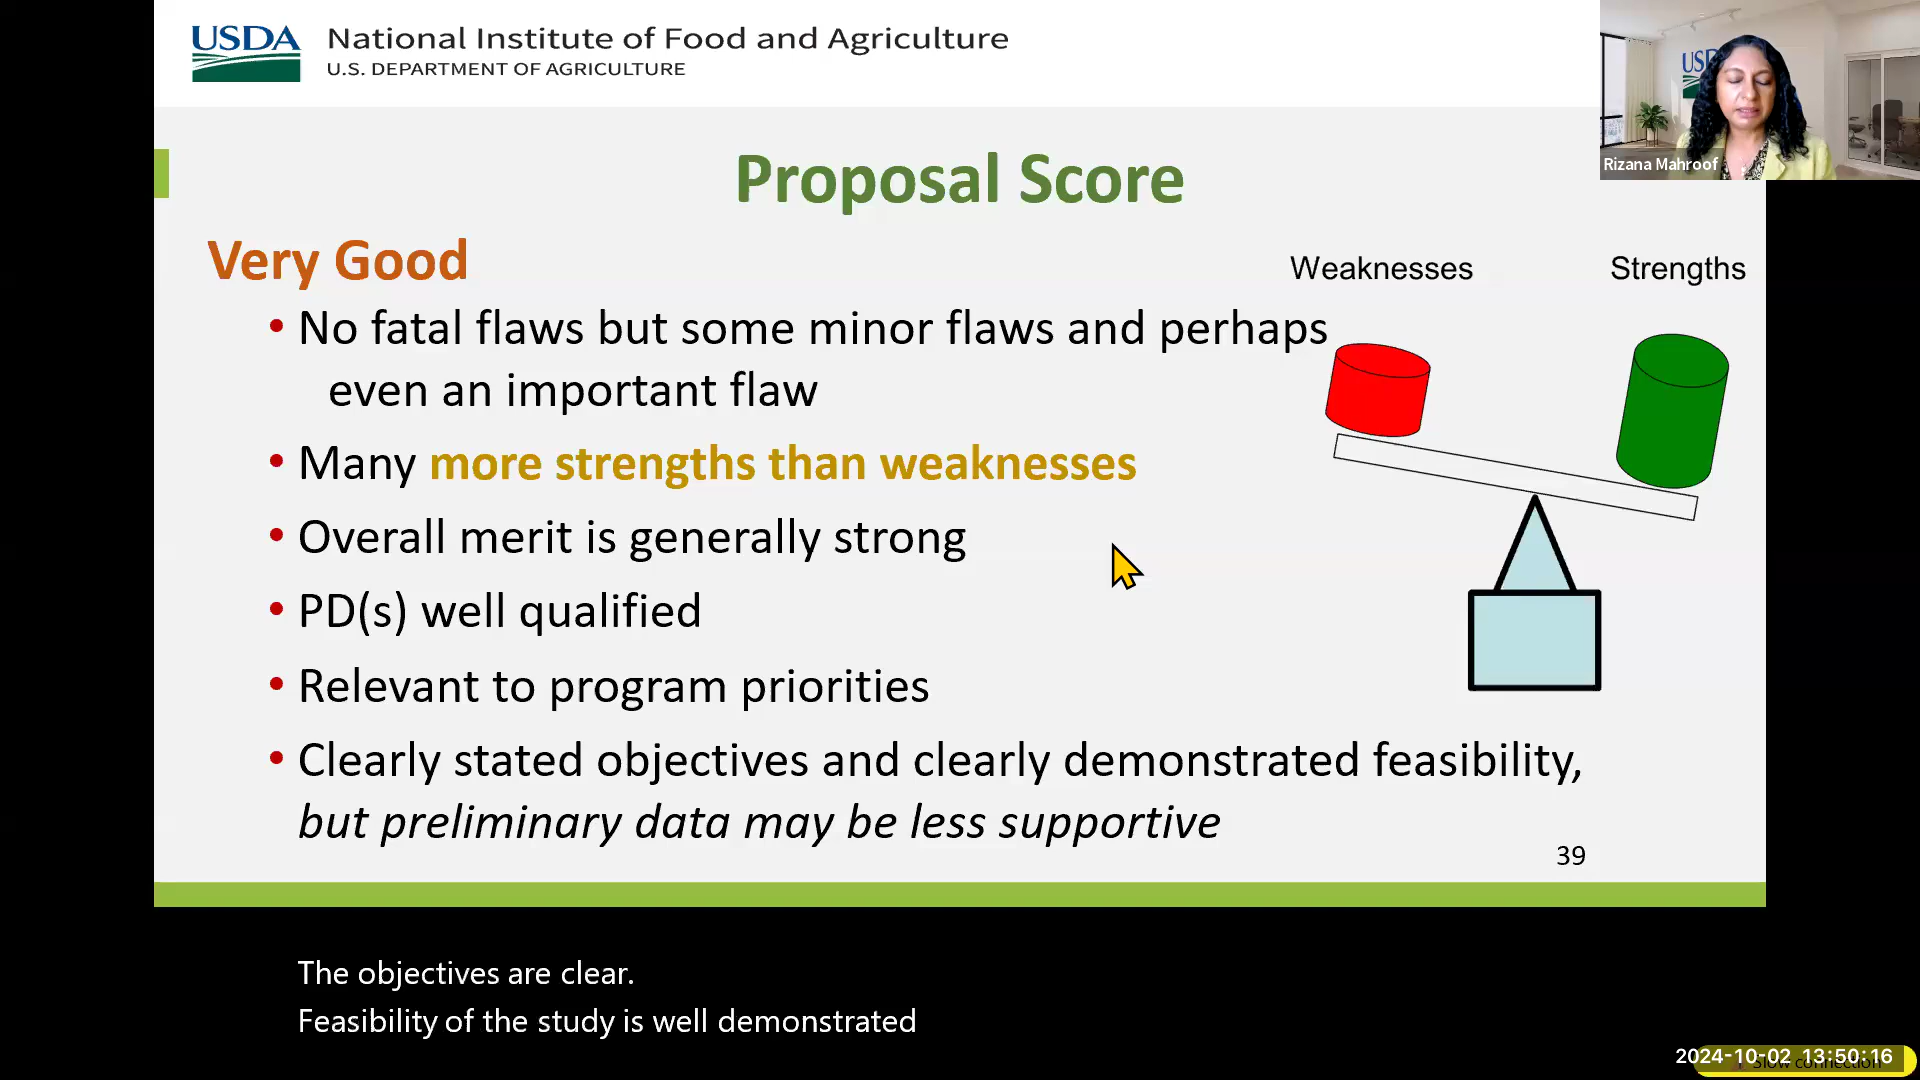 USDA
National Institute of Food and Agriculture
U.S. DEPARTMENT OF AGRICULTURE
USD
Rizana Mahroof
Proposal Score
Very Good
Weaknesses
Strengths
• No fatal flaws but some minor flaws and perhaps
even an important flaw
• Many more strengths than weaknesses
• Overall merit is generally strong
• PD(s) well qualified
• Relevant to program priorities
• Clearly stated objectives and clearly demonstrated feasibility,
but preliminary data may be less supportive
39
The objectives are clear.
Feasibility of the study is well demonstrated
2024-10-02 13:50:16
Slow connection